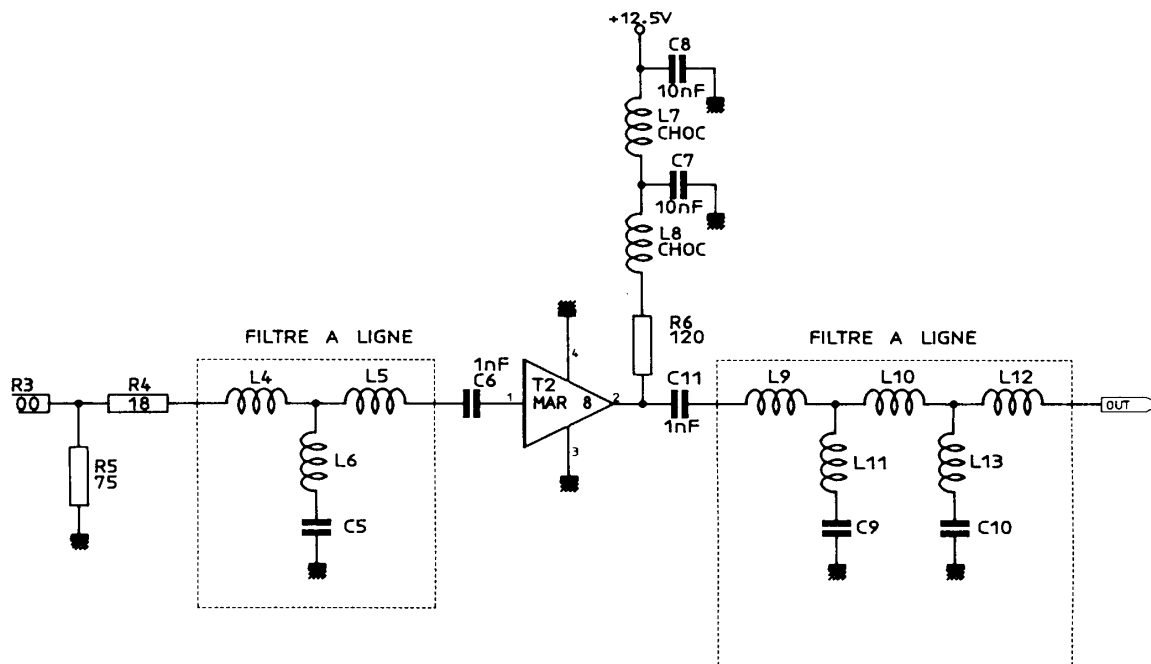 +12.5V
C8
10nF
L7
CHOC
C7
10nF
L8
CHOC
FILTRE A LIGNE
R6
120
FILTRE A LIGNE
R3
R4
18
L4
L5
1nF
C6
1
T2
MAR 8
4
3
2
C11
1nF
L9
L10
L12
OUT
R5
75
L6
C5
L11
C9
L13
C10